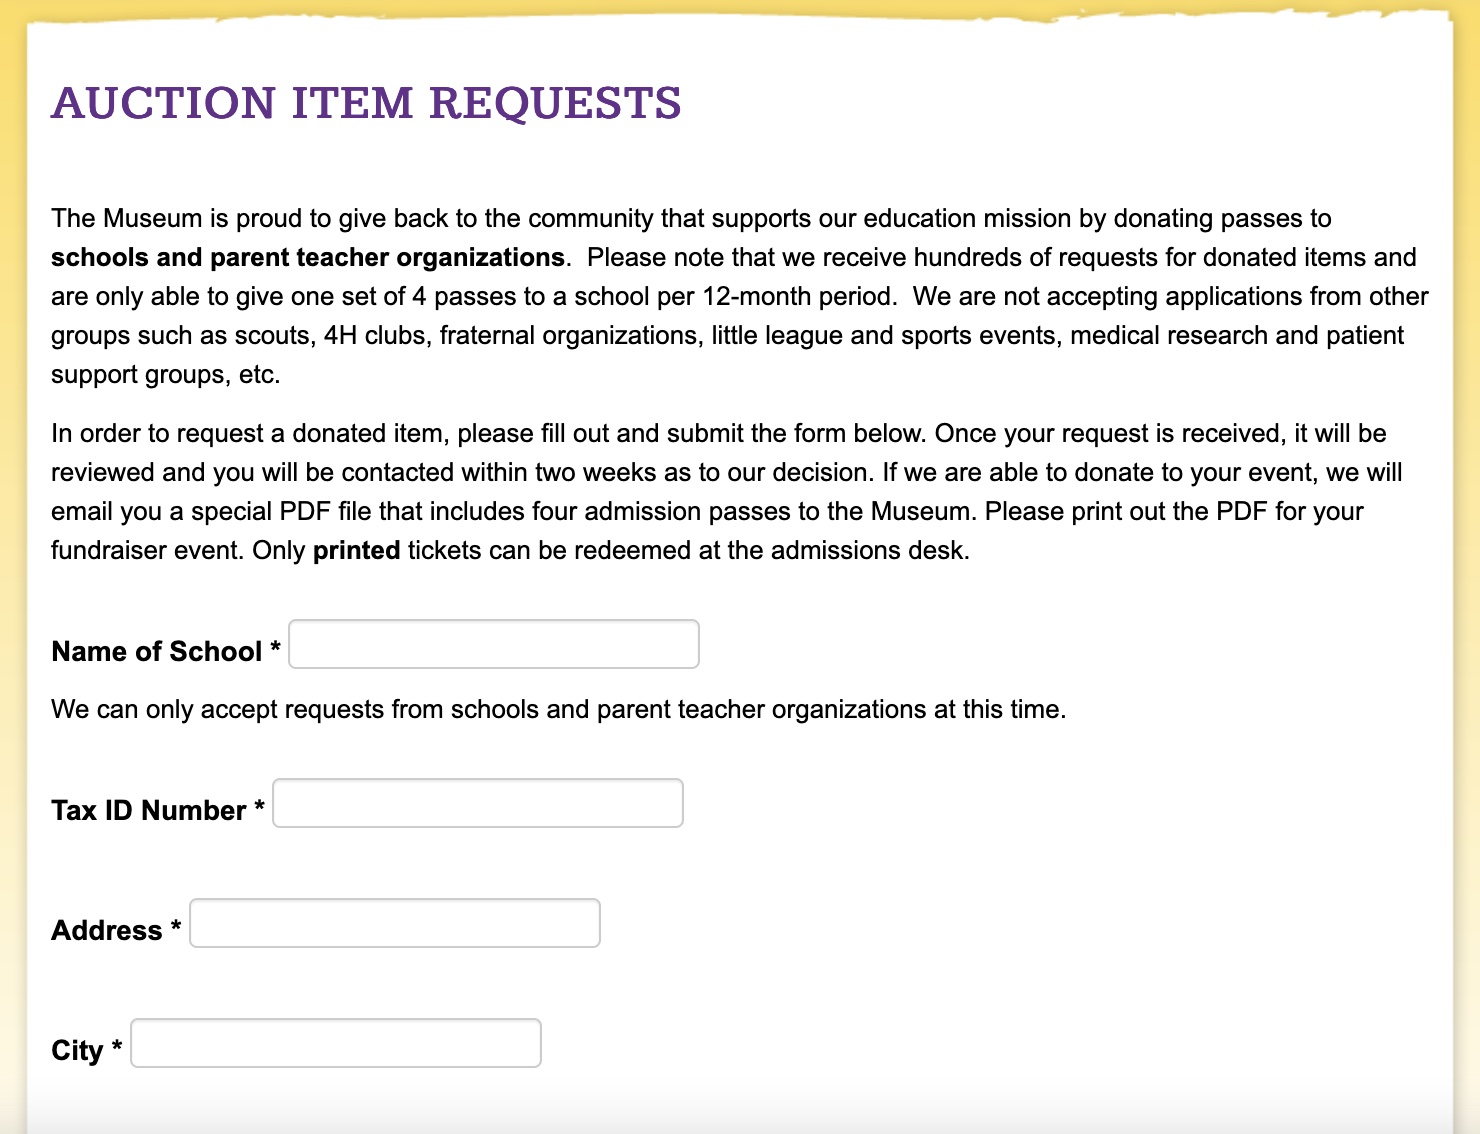 AUCTION ITEM REQUESTS
The Museum is proud to give back to the community that supports our education mission by donating passes to
schools and parent teacher organizations.  Please note that we receive hundreds of requests for donated items and
are only able to give one set of 4 passes to a school per 12-month period.  We are not accepting applications from other
groups such as scouts, 4H clubs, fraternal organizations, little league and sports events, medical research and patient
support groups, etc.
In order to request a donated item, please fill out and submit the form below. Once your request is received, it will be
reviewed and you will be contacted within two weeks as to our decision. If we are able to donate to your event, we will
email you a special PDF file that includes four admission passes to the Museum. Please print out the PDF for your
fundraiser event. Only printed tickets can be redeemed at the admissions desk.
Name of School *
We can only accept requests from schools and parent teacher organizations at this time.
Tax ID Number *
Address *
City *